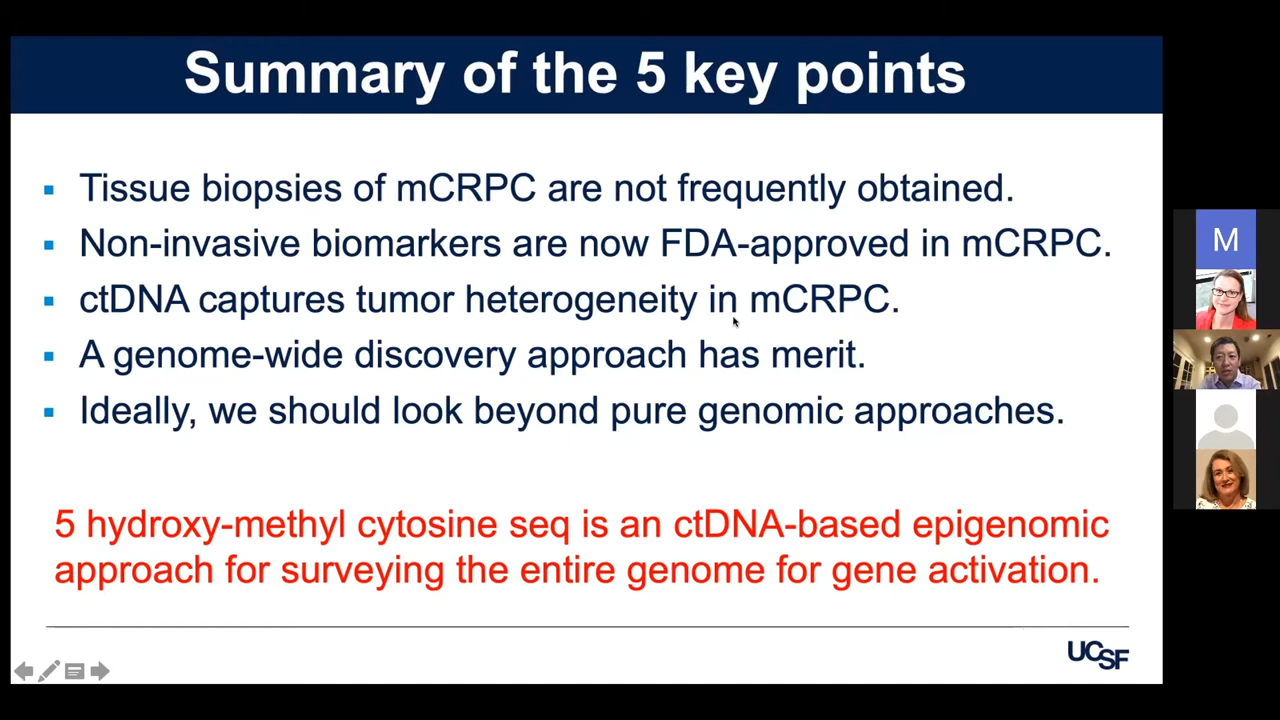 Summary of the 5 key points
Tissue biopsies of mCRPC are not frequently obtained.
Non-invasive biomarkers are now FDA-approved in mCRPC.
ctDNA captures tumor heterogeneity in mCRPC.
A genome-wide discovery approach has merit.
Ideally, we should look beyond pure genomic approaches.
5 hydroxy-methyl cytosine seq is an ctDNA-based epigenomic
approach for surveying the entire genome for gene activation.
UCSF
M